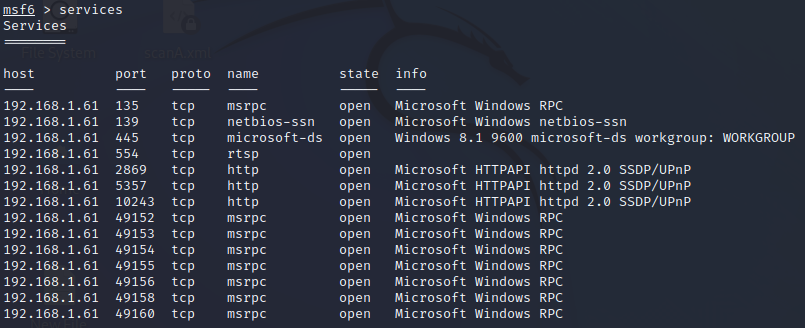 msf6 > services
Services
========
host port proto name state info
---- ---- ----- ---- ----- ----
192.168.1.61 135 tcp msrpc open Microsoft Windows RPC
192.168.1.61 139 tcp netbios-ssn open Microsoft Windows netbios-ssn
192.168.1.61 445 tcp microsoft-ds open Windows 8.1 9600 microsoft-ds workgroup: WORKGROUP
192.168.1.61 554 tcp rtsp open
192.168.1.61 2869 tcp http open Microsoft HTTPAPI httpd 2.0 SSDP/UPnP
192.168.1.61 5357 tcp http open Microsoft HTTPAPI httpd 2.0 SSDP/UPnP
192.168.1.61 10243 tcp http open Microsoft HTTPAPI httpd 2.0 SSDP/UPnP
192.168.1.61 49152 tcp msrpc open Microsoft Windows RPC
192.168.1.61 49153 tcp msrpc open Microsoft Windows RPC
192.168.1.61 49154 tcp msrpc open Microsoft Windows RPC
192.168.1.61 49155 tcp msrpc open Microsoft Windows RPC
192.168.1.61 49156 tcp msrpc open Microsoft Windows RPC
192.168.1.61 49158 tcp msrpc open Microsoft Windows RPC
192.168.1.61 49160 tcp msrpc open Microsoft Windows RPC